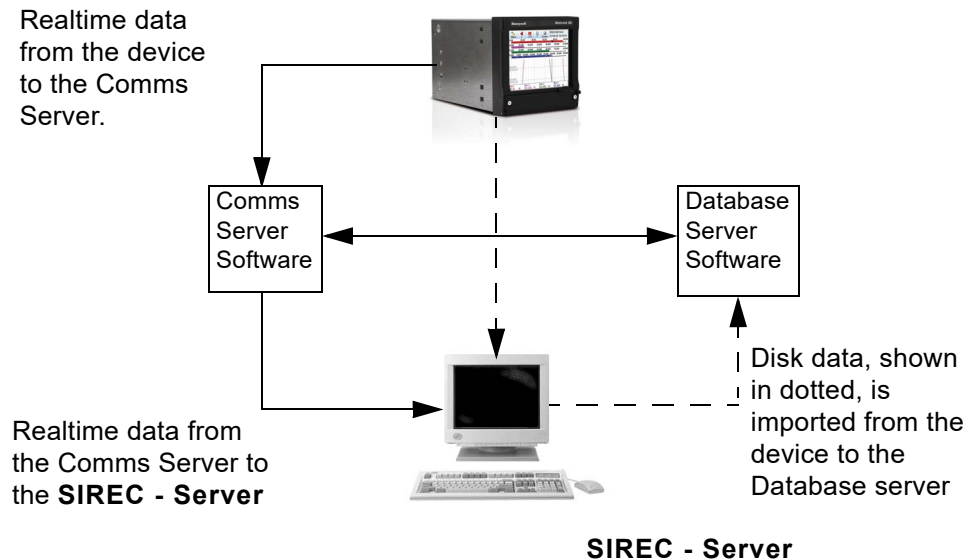 Realtime data
from the device
to the Comms
Server.
Honeywell
Comms
Server
Software
Database
Server
Software
Disk data, shown
in dotted, is
imported from the
device to the
Database server
Realtime data from
the Comms Server to
the SIREC - Server
SIREC - Server